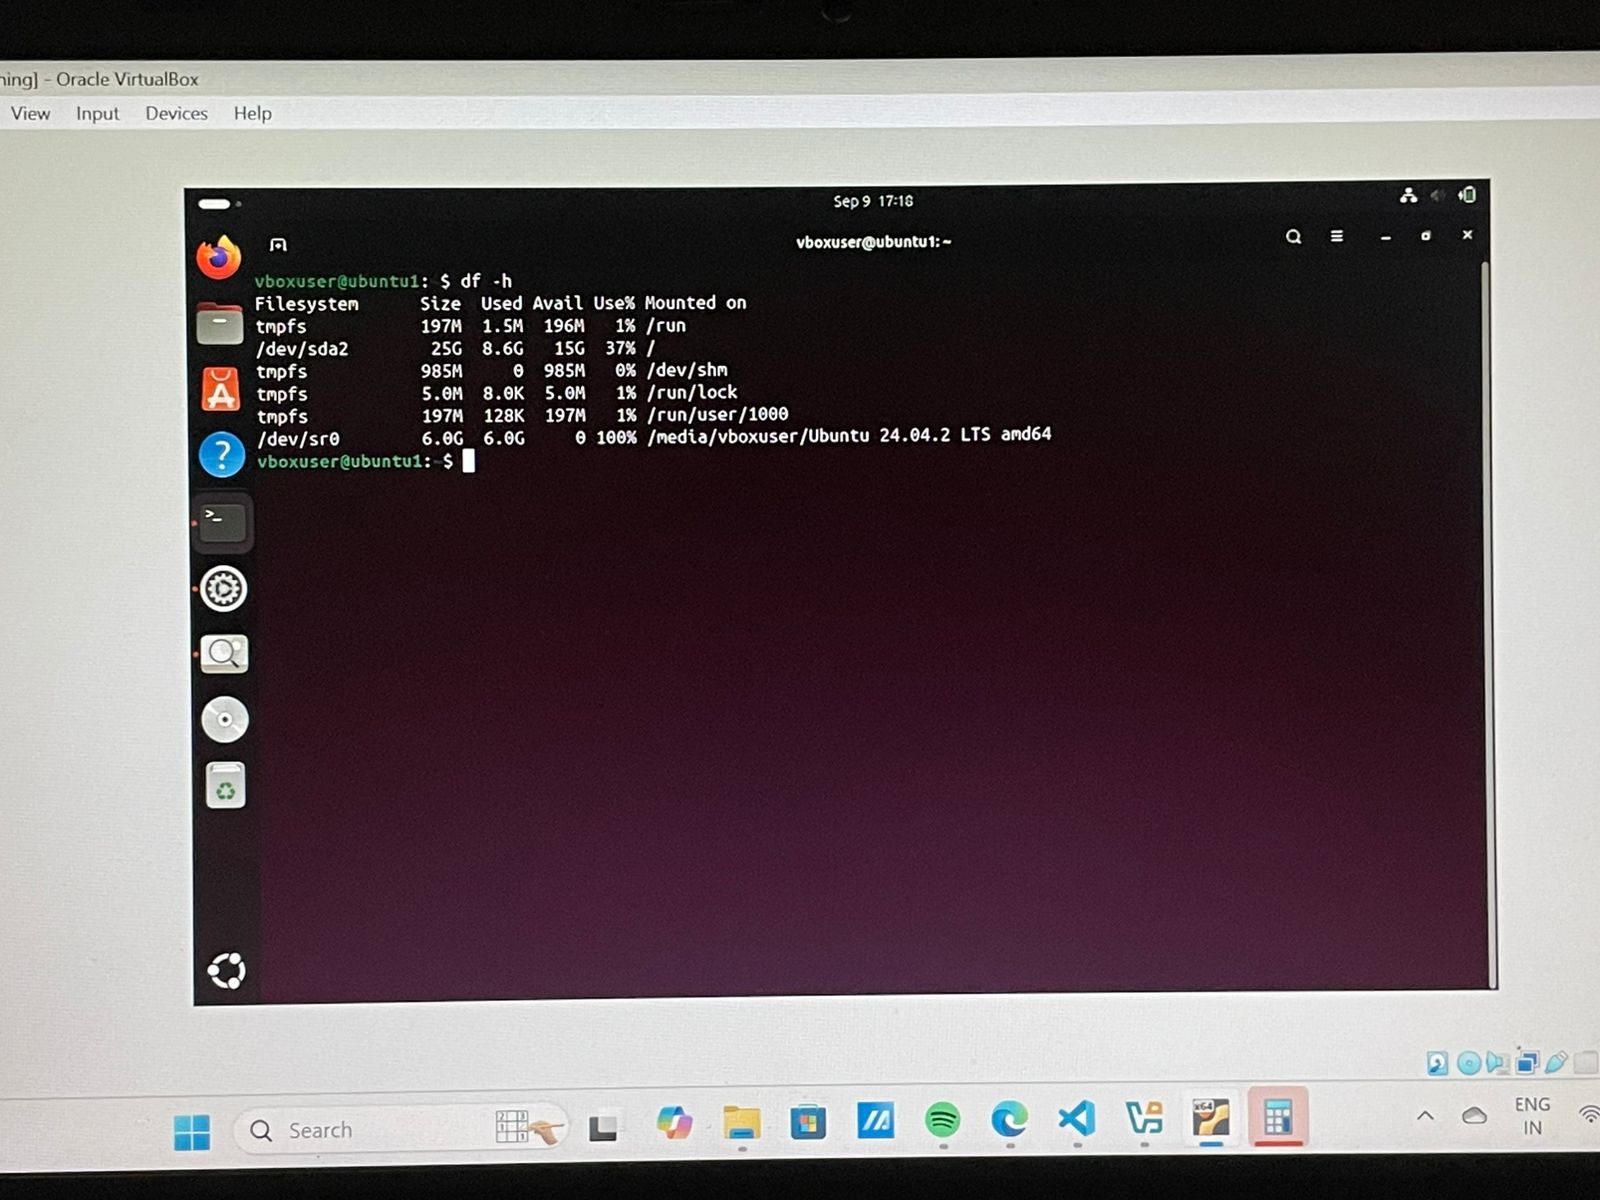 ning] - Oracle VirtualBox
View Input Devices Help
Sep 9 17:18
vboxuser@ubuntu1: ~
vboxuser@ubuntu1: $ df -h
Filesystem Size Used Avail Use% Mounted on
tmpfs 197M 1.5M 196M 1% /run
/dev/sda2 25G 8.6G 15G 37% /
tmpfs 985M 0 985M 0% /dev/shm
tmpfs 5.0M 8.0K 5.0M 1% /run/lock
tmpfs 197M 128K 197M 1% /run/user/1000
/dev/sr0 6.0G 6.0G 0 100% /media/vboxuser/Ubuntu 24.04.2 LTS amd64
vboxuser@ubuntu1: $
Search
x64
ENG
IN